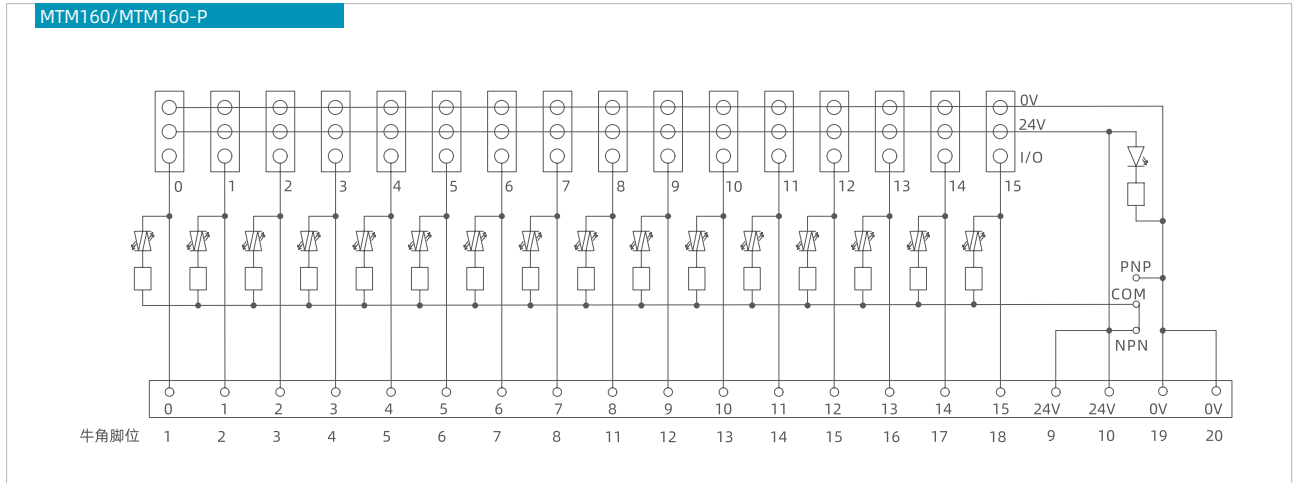 MTM160/MTM160-P
0V
24V
I/O
0 1 2 3 4 5 6 7 8 9 10 11 12 13 14 15
PNP
COM
NPN
0 1 2 3 4 5 6 7 8 9 10 11 12 13 14 15 24V 24V 0V 0V
牛角脚位 1 2 3 4 5 6 7 8 11 12 13 14 15 16 17 18 9 10 19 20